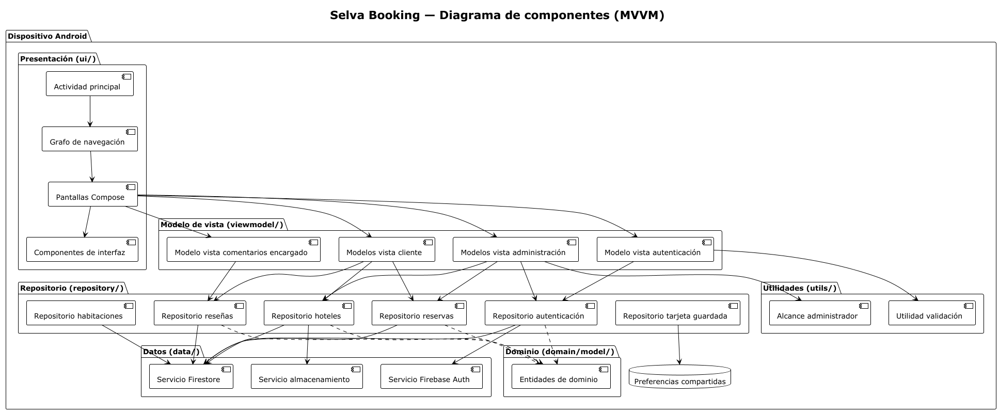 Selva Booking — Diagrama de componentes (MVVM)
Dispositivo Android
Presentación (ui/)
Actividad principal
Grafo de navegación
Pantallas Compose
Componentes de interfaz
Modelo de vista (viewmodel/)
Modelo vista comentarios encargado
Modelos vista cliente
Modelos vista administración
Modelo vista autenticación
Repositorio (repository/)
Repositorio habitaciones
Repositorio reseñas
Repositorio hoteles
Repositorio reservas
Repositorio autenticación
Repositorio tarjeta guardada
Utilidades (utils/)
Alcance administrador
Utilidad validación
Datos (data/)
Servicio Firestore
Servicio almacenamiento
Servicio Firebase Auth
Dominio (domain/model/)
Entidades de dominio
Preferencias compartidas